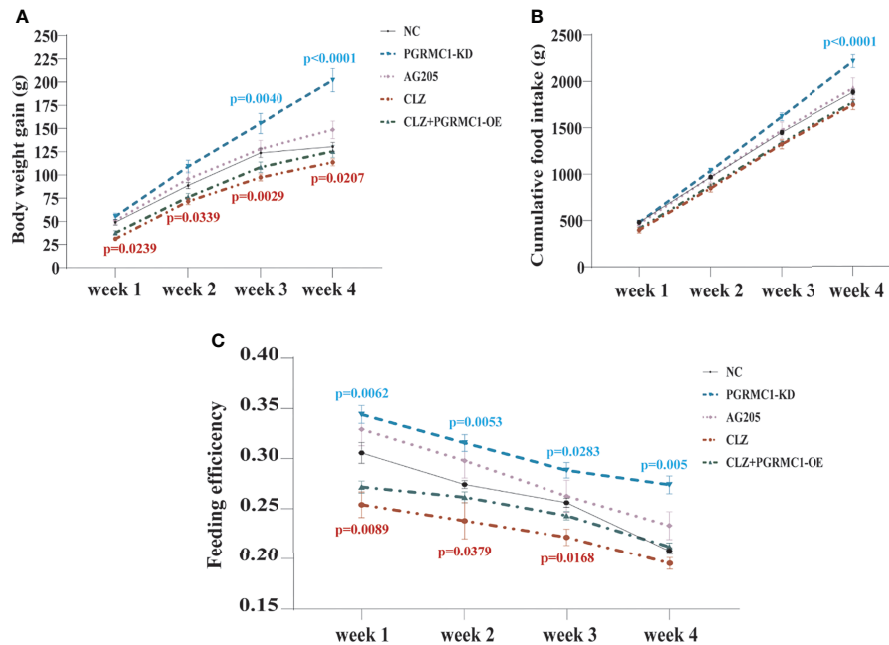 A
Body weight gain (g)
250
225
200
175
150
125
100
75
50
25
0
p<0.0001
p=0.0040
p=0.0239
p=0.0339
p=0.0029
p=0.0207
week 1 week 2 week 3 week 4
NC
PGRMC1-KD
AG205
CLZ
CLZ+PGRMC1-OE
B
Cumulative food intake (g)
2500
2000
1500
1000
500
0
p<0.0001
week 1 week 2 week 3 week 4
C
Feeding efficicency
0.40
0.35
0.30
0.25
0.20
0.15
p=0.0062
p=0.0053
p=0.0283
p=0.005
p=0.0089
p=0.0379
p=0.0168
week 1 week 2 week 3 week 4
NC
PGRMC1-KD
AG205
CLZ
CLZ+PGRMC1-OE